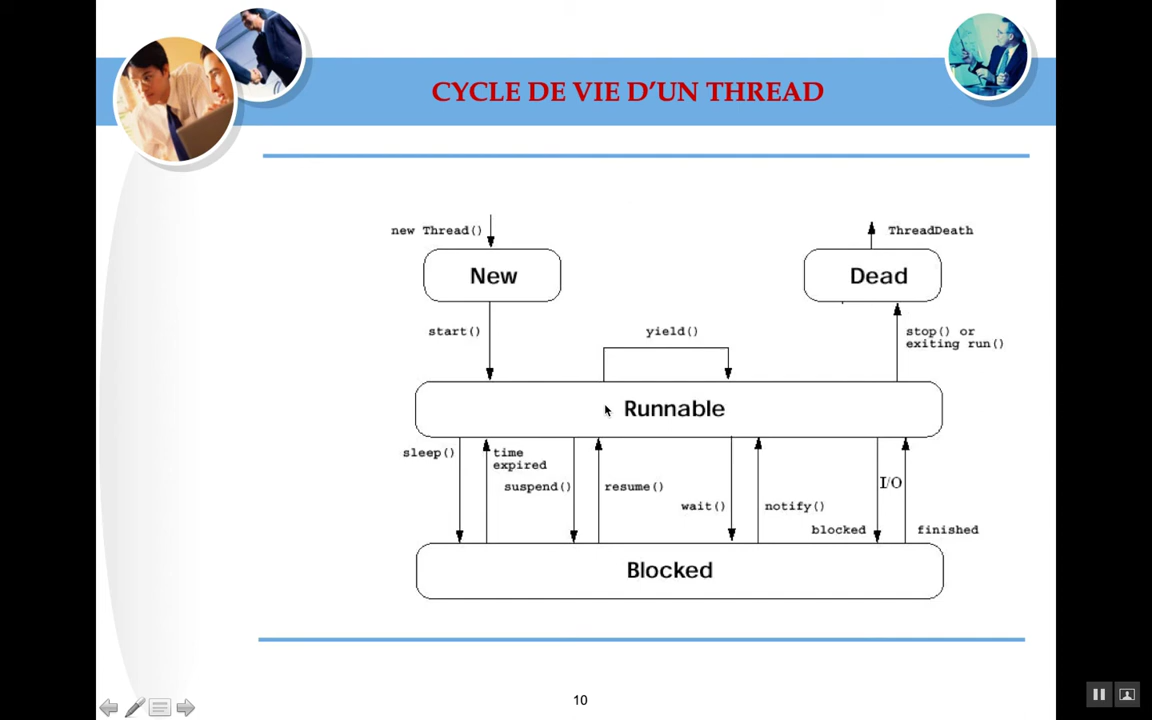 CYCLE DE VIE D’UN THREAD
new Thread()
ThreadDeath
New
Dead
start()
yield()
stop() or
exiting run()
Runnable
sleep()
time
expired
suspend()
resume()
wait()
notify()
I/O
blocked
finished
Blocked
10